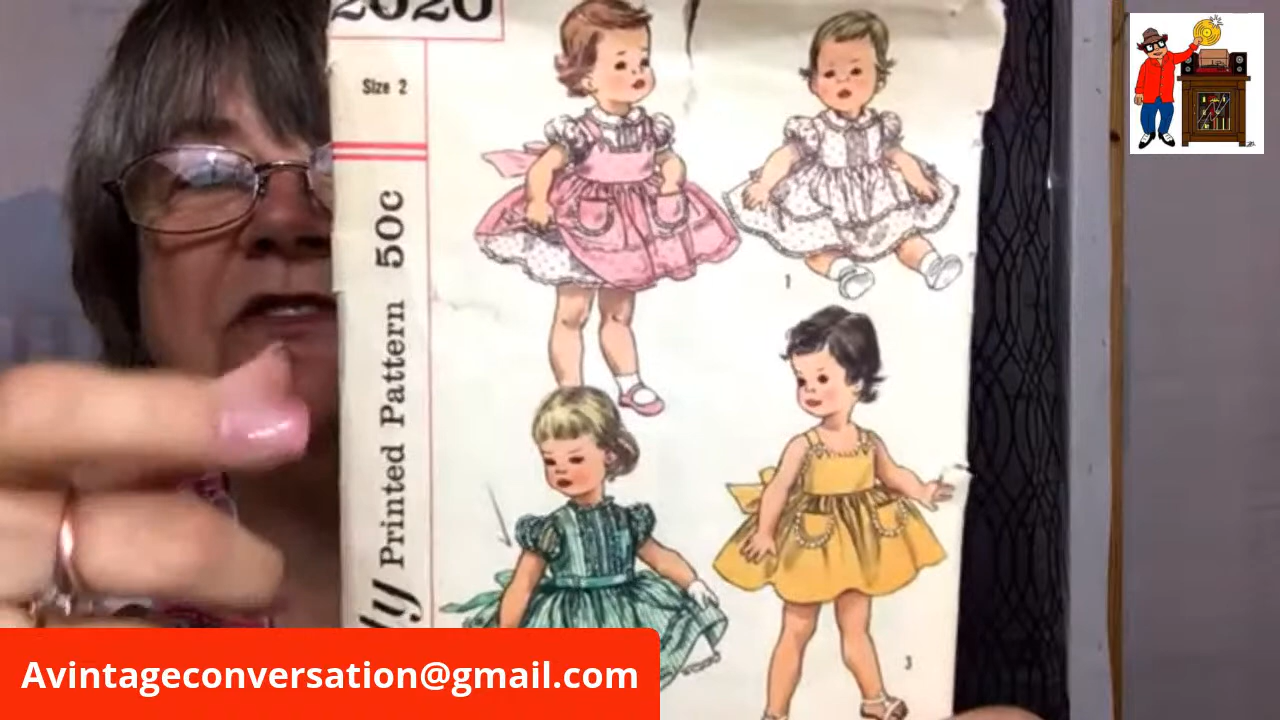 2020
Size 2
Printed Pattern 50c
1
3
Avintageconversation@gmail.com